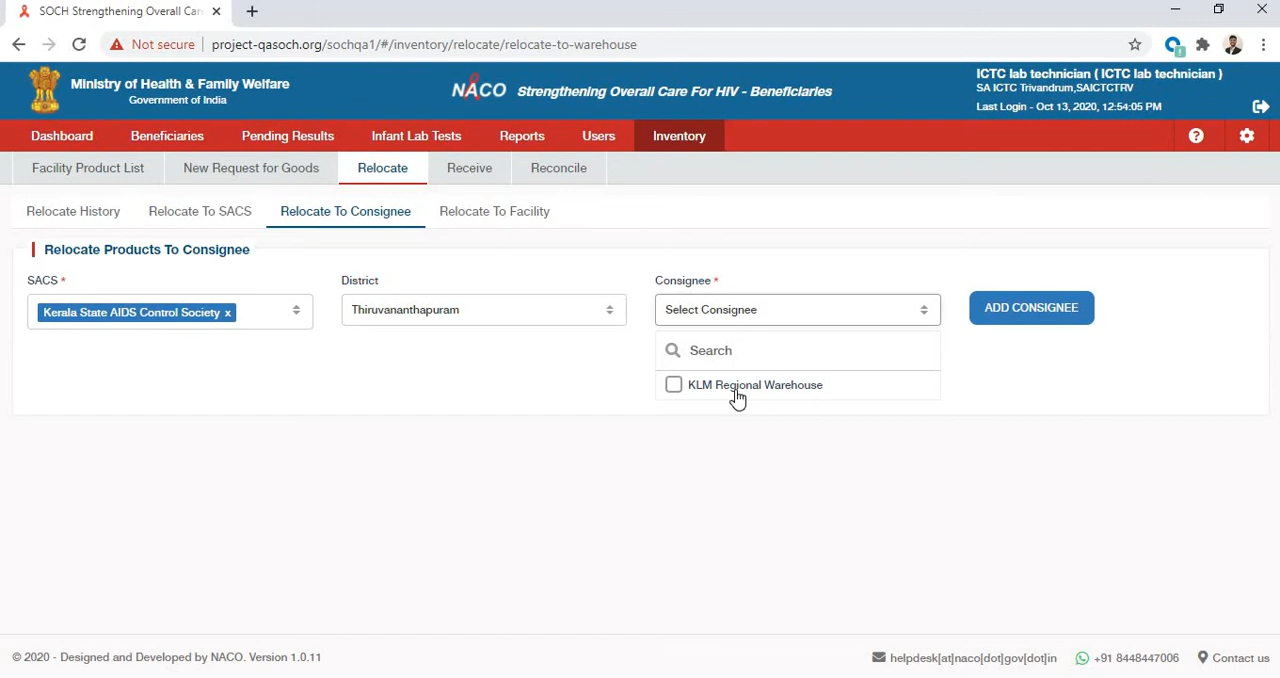 SOCH Strengthening Overall Car
Not secure
project-qasoch.org/sochqa1/#/inventory/relocate/relocate-to-warehouse
Ministry of Health & Family Welfare
Government of India
NACO Strengthening Overall Care For HIV - Beneficiaries
ICTC lab technician ( ICTC lab technician )
SA ICTC Trivandrum,SAICTCTRV
Last Login - Oct 13, 2020, 12:54:05 PM
Dashboard Beneficiaries Pending Results Infant Lab Tests Reports Users Inventory
Facility Product List New Request for Goods Relocate Receive Reconcile
Relocate History Relocate To SACS Relocate To Consignee Relocate To Facility
Relocate Products To Consignee
SACS * District Consignee *
Kerala State AIDS Control Society x Thiruvananthapuram Select Consignee ADD CONSIGNEE
Search
KLM Regional Warehouse
© 2020 - Designed and Developed by NACO. Version 1.0.11 helpdesk[at]naco[dot]gov[dot]in +91 8448447006 Contact us